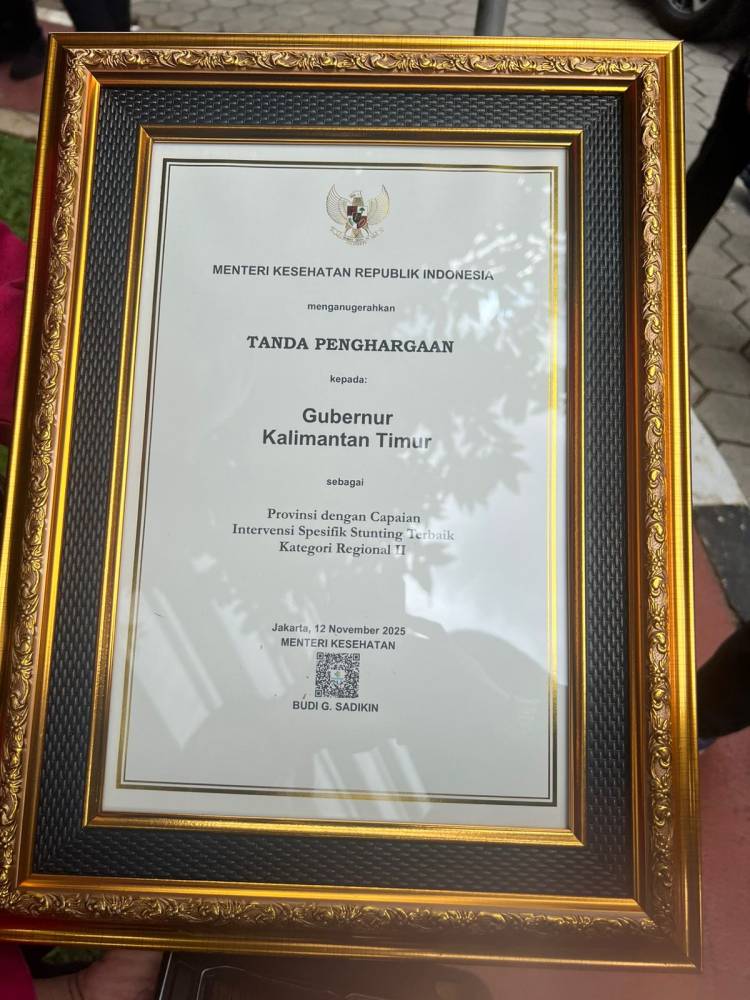 MENTERI KESEHATAN REPUBLIK INDONESIA
menganugerahkan
TANDA PENGHARGAAN
kepada:
Gubernur
Kalimantan Timur
sebagai
Provinsi dengan Capaian
Intervensi Spesifik Stunting Terbaik
Kategori Regional II
Jakarta, 12 November 2025
MENTERI KESEHATAN
BUDI G. SADIKIN